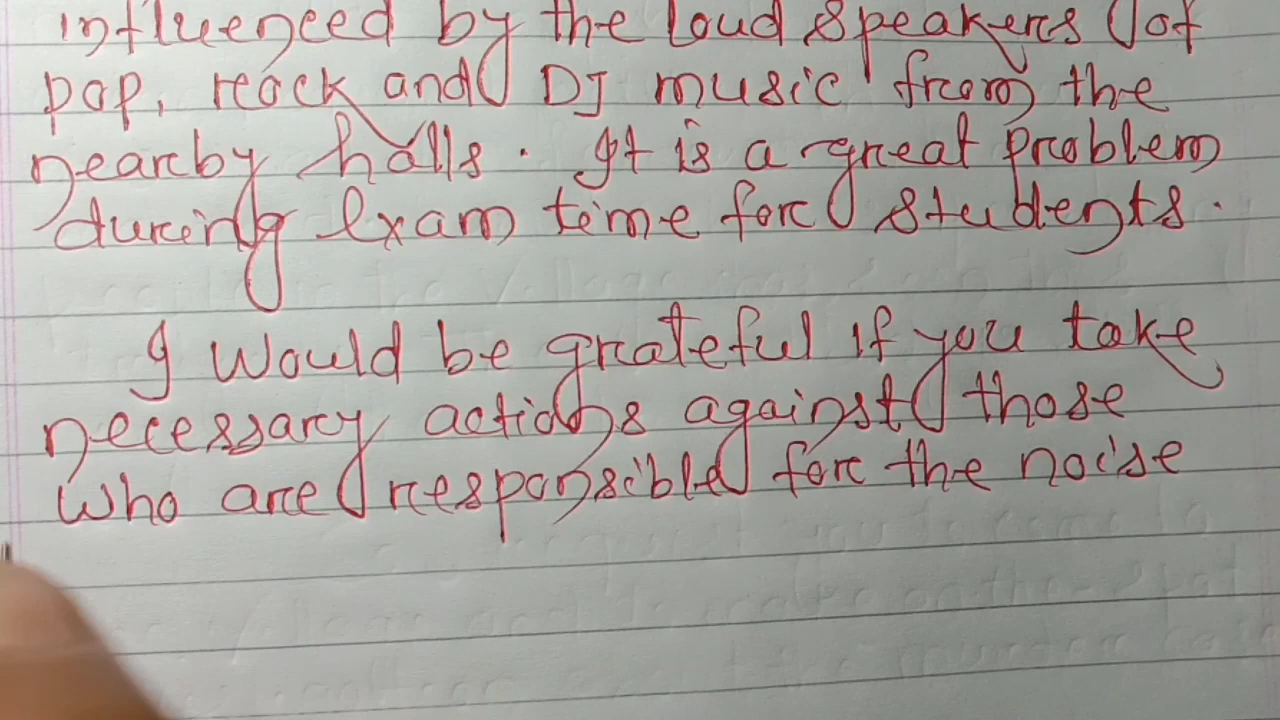 influenced by the loud speakers of
pop, rock and DJ music from the
nearby halls. It is a great problem
during exam time for students.
I would be grateful if you take
necessary actions against those
who are responsible for the noise